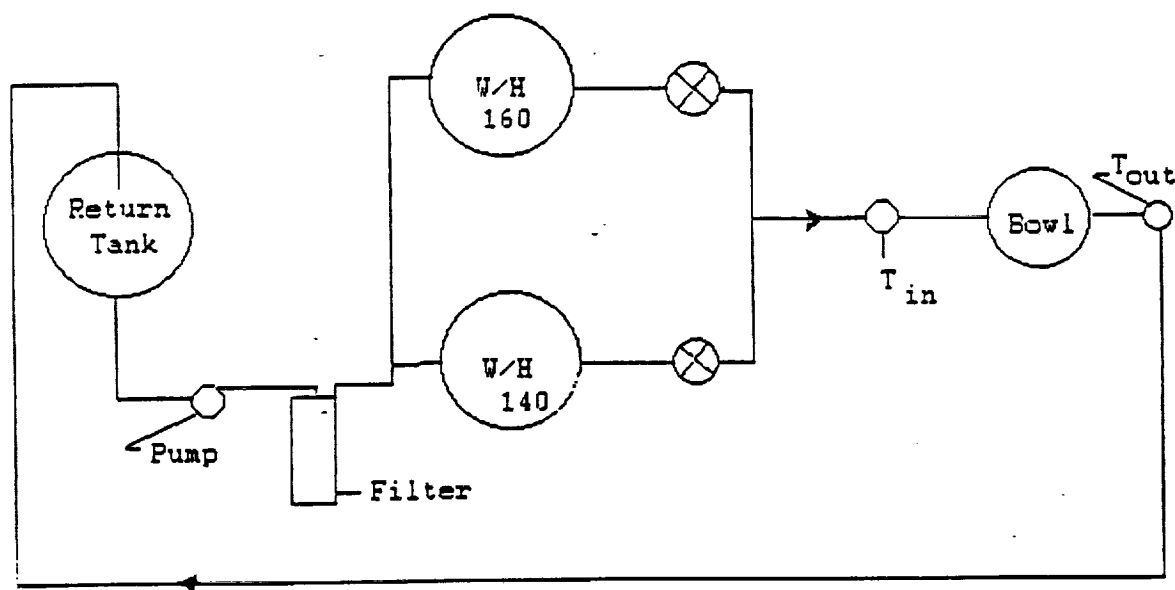 W/H
160
Return
Tank
T out
Bowl
T in
W/H
140
Pump
Filter